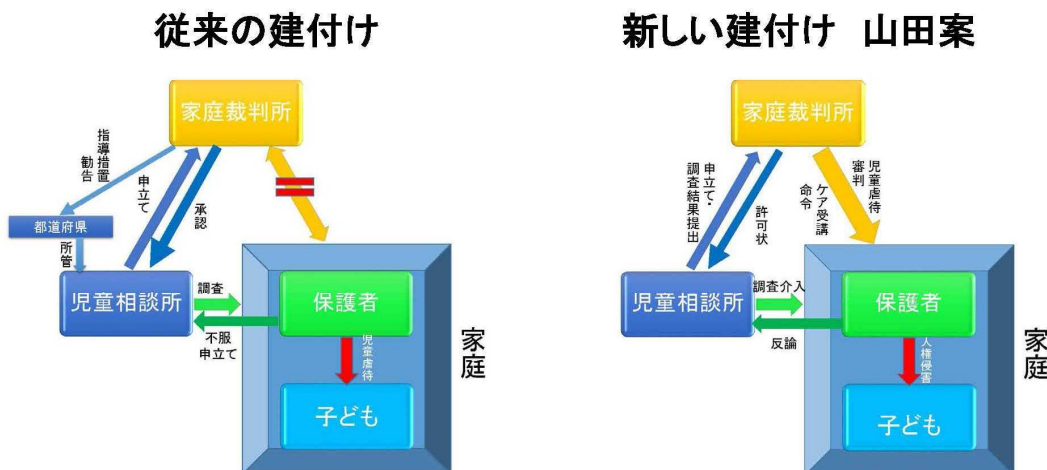 従来の建付け
家庭裁判所
指導措置
勧告
申立て
承認
都道府県
所管
児童相談所
調査
不服
申立て
保護者
児童虐待
子ども
家庭
新しい建付け 山田案
家庭裁判所
申立て・
調査結果提出
許可状
児童虐待
審判
ケア受講
命令
児童相談所
調査介入
反論
保護者
人権侵害
子ども
家庭